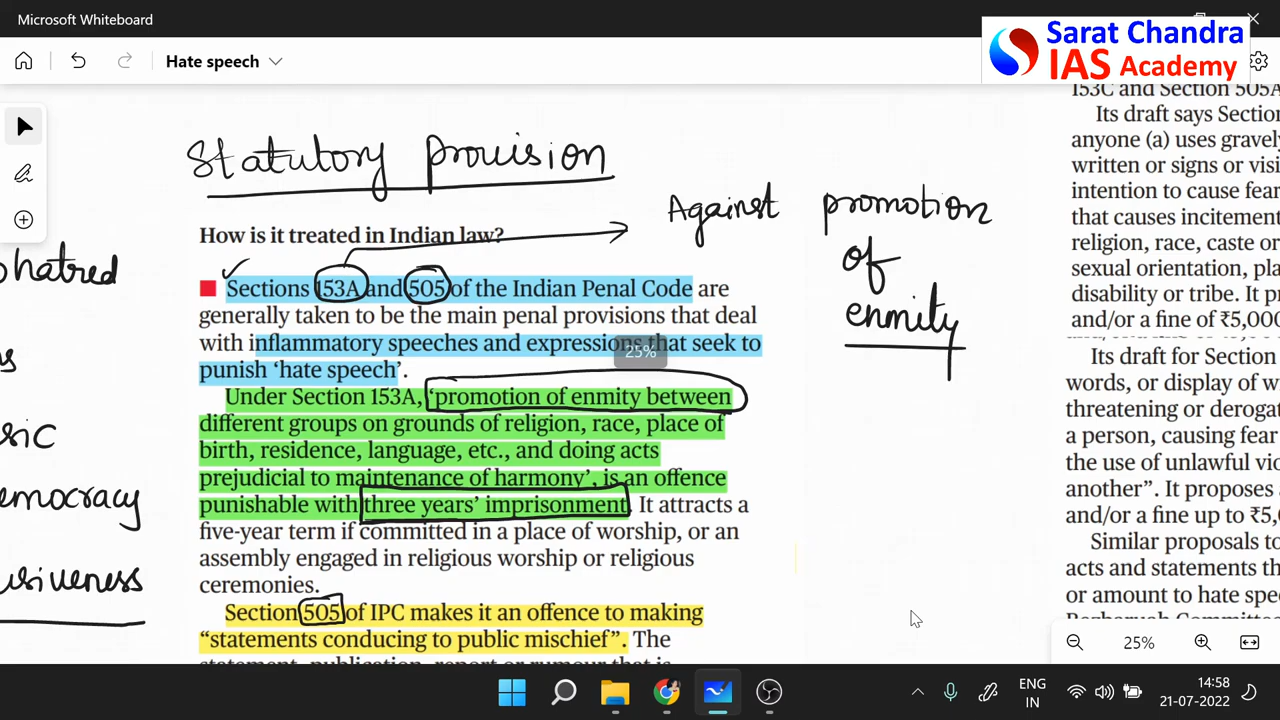 Microsoft Whiteboard
Sarat Chandra
IAS Academy
Hate speech
Statutory provision
Against promotion
of
enmity
How is it treated in Indian law?
Sections 153A and 505 of the Indian Penal Code are
generally taken to be the main penal provisions that deal
with inflammatory speeches and expressions that seek to
25%
punish ‘hate speech’.
Under Section 153A, ‘promotion of enmity between
different groups on grounds of religion, race, place of
birth, residence, language, etc., and doing acts
prejudicial to maintenance of harmony’, is an offence
punishable with three years’ imprisonment. It attracts a
five-year term if committed in a place of worship, or an
assembly engaged in religious worship or religious
ceremonies.
Section 505 of IPC makes it an offence to making
“statements conducing to public mischief”. The
statement, publication, report or rumour that is
hatred
emocracy
usiveness
153C and Section 505A
Its draft says Section
anyone (a) uses gravely
written or signs or visi
intention to cause fear
that causes incitement
religion, race, caste or
sexual orientation, pla
disability or tribe. It p
and/or a fine of ₹5,000
Its draft for Section
words, or display of w
threatening or derogat
a person, causing fear
the use of unlawful vio
another”. It proposes
and/or a fine up to ₹5,0
Similar proposals to
acts and statements th
or amount to hate spee
25%
ENG
IN
14:58
21-07-2022